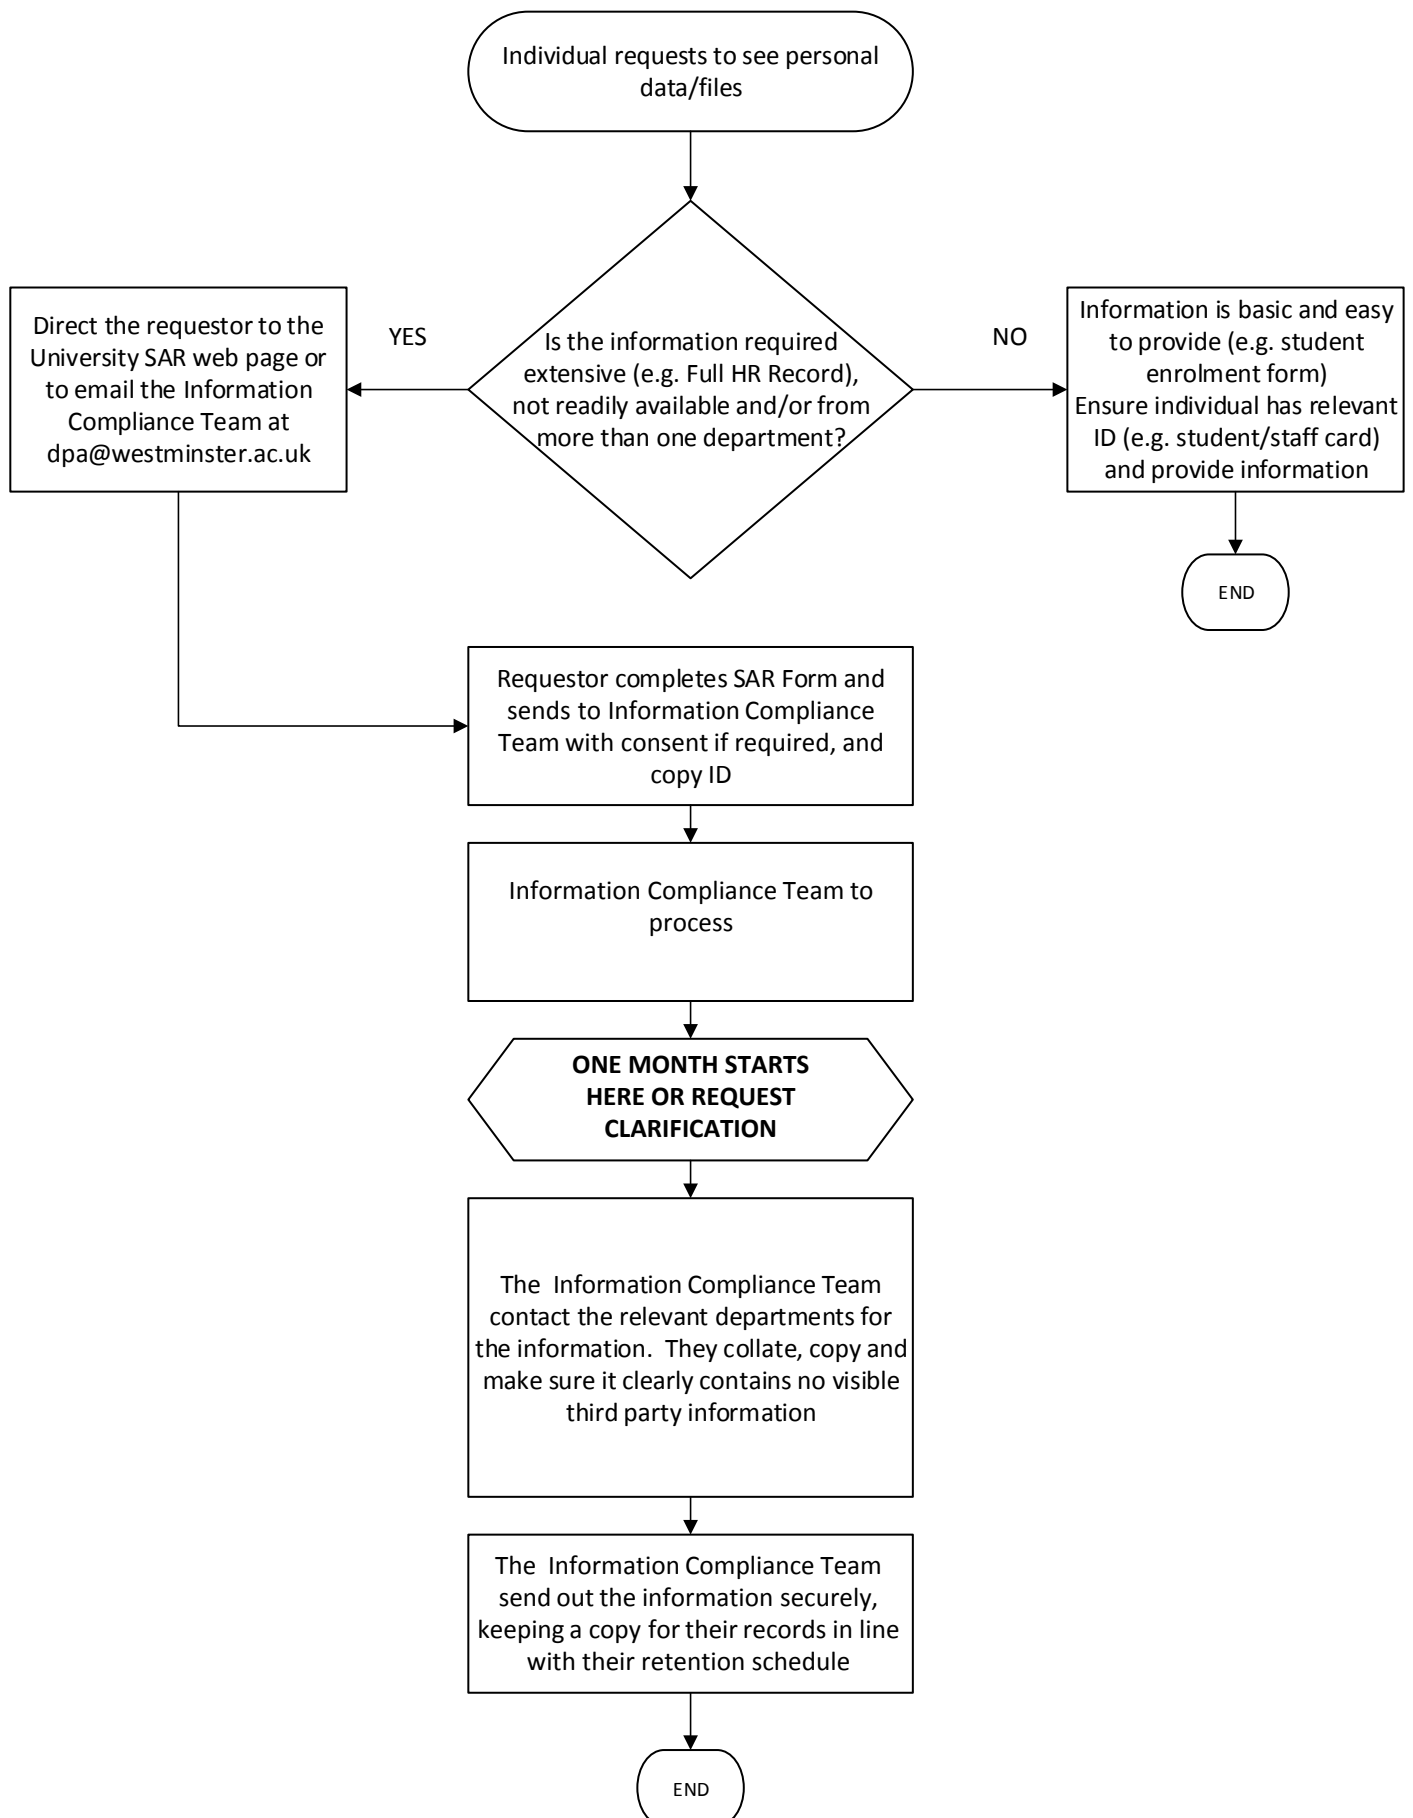 Individual requests to see personal
data/files
Direct the requestor to the
University SAR web page or
to email the Information
Compliance Team at
dpa@westminster.ac.uk
YES
Is the information required
extensive (e.g. Full HR Record),
not readily available and/or from
more than one department?
NO
Information is basic and easy
to provide (e.g. student
enrolment form)
Ensure individual has relevant
ID (e.g. student/staff card)
and provide information
END
Requestor completes SAR Form and
sends to Information Compliance
Team with consent if required, and
copy ID
Information Compliance Team to
process
ONE MONTH STARTS
HERE OR REQUEST
CLARIFICATION
The  Information Compliance Team
contact the relevant departments for
the information.  They collate, copy and
make sure it clearly contains no visible
third party information
The  Information Compliance Team
send out the information securely,
keeping a copy for their records in line
with their retention schedule
END